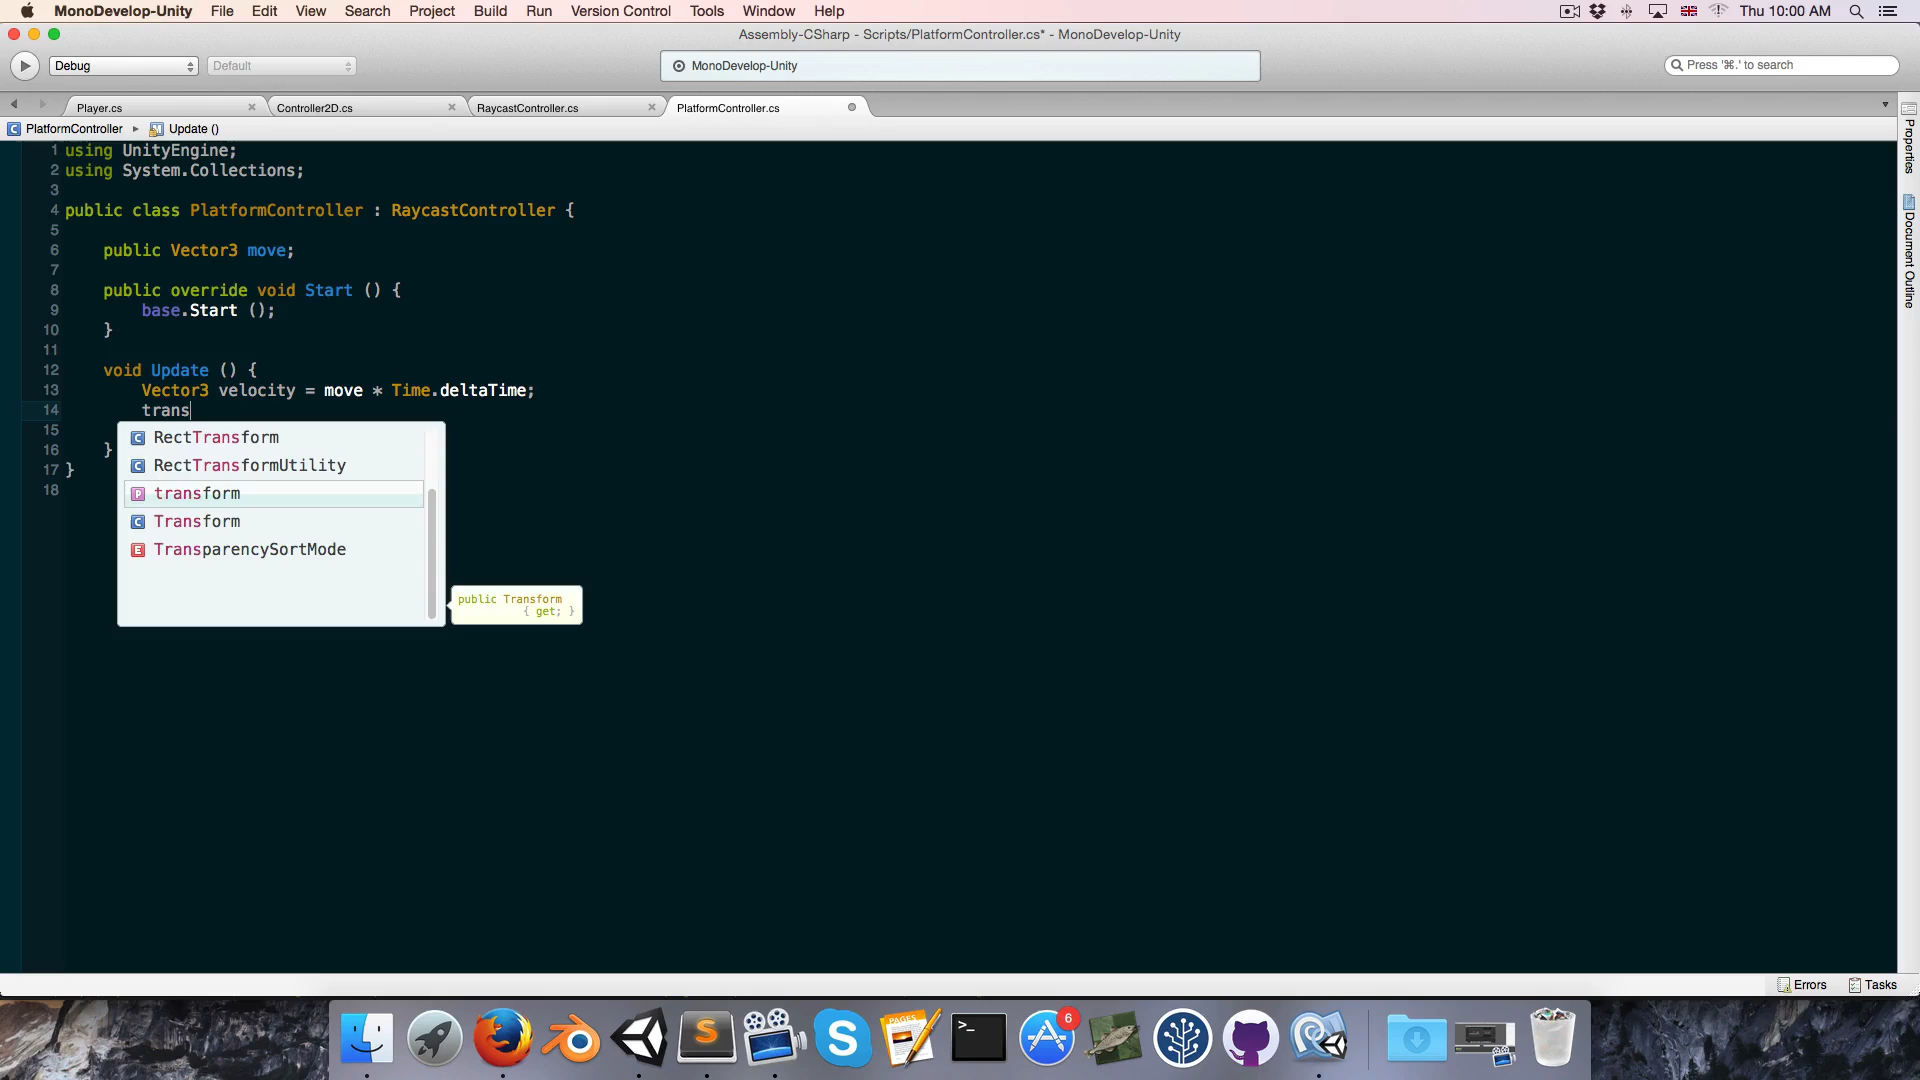 MonoDevelop-Unity File Edit View Search Project Build Run Version Control Tools Window Help Thu 10:00 AM
Assembly-CSharp - Scripts/PlatformController.cs* - MonoDevelop-Unity
Debug Default MonoDevelop-Unity Press '⌘.' to search
Player.cs Controller2D.cs RaycastController.cs PlatformController.cs
PlatformController Update ()
1 using UnityEngine;
2 using System.Collections;
3
4 public class PlatformController : RaycastController {
5
6 public Vector3 move;
7
8 public override void Start () {
9 base.Start ();
10 }
11
12 void Update () {
13 Vector3 velocity = move * Time.deltaTime;
14 trans
15
16 }
17 }
18
RectTransform
RectTransformUtility
transform
Transform
TransparencySortMode
public Transform
{ get; }
Properties
Document Outline
Errors Tasks
6